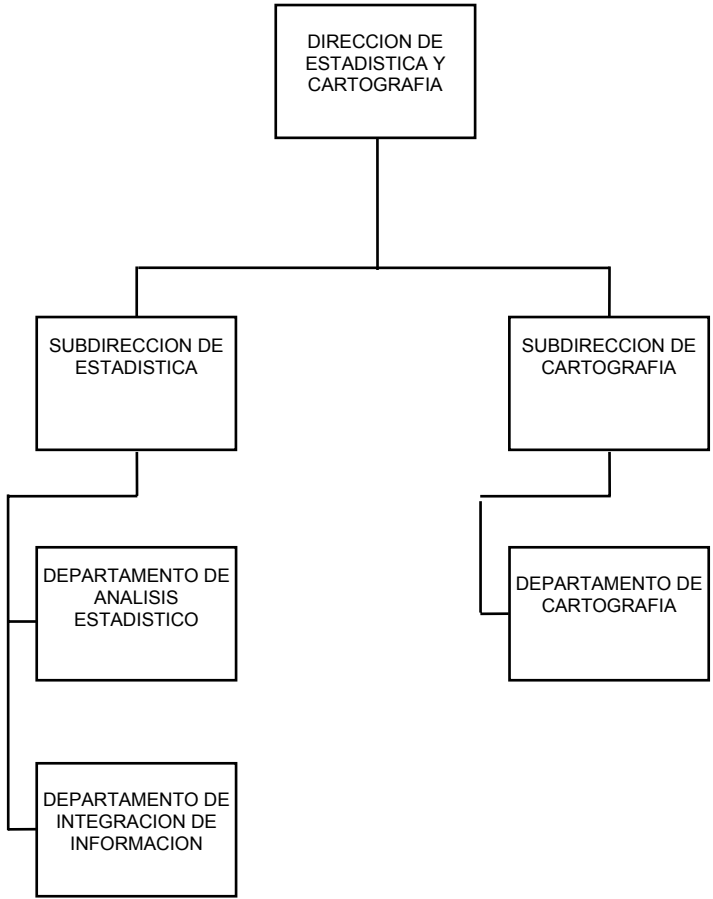 DIRECCION DE
ESTADISTICA Y
CARTOGRAFIA
SUBDIRECCION DE
ESTADISTICA
SUBDIRECCION DE
CARTOGRAFIA
DEPARTAMENTO DE
ANALISIS
ESTADISTICO
DEPARTAMENTO DE
CARTOGRAFIA
DEPARTAMENTO DE
INTEGRACION DE
INFORMACION